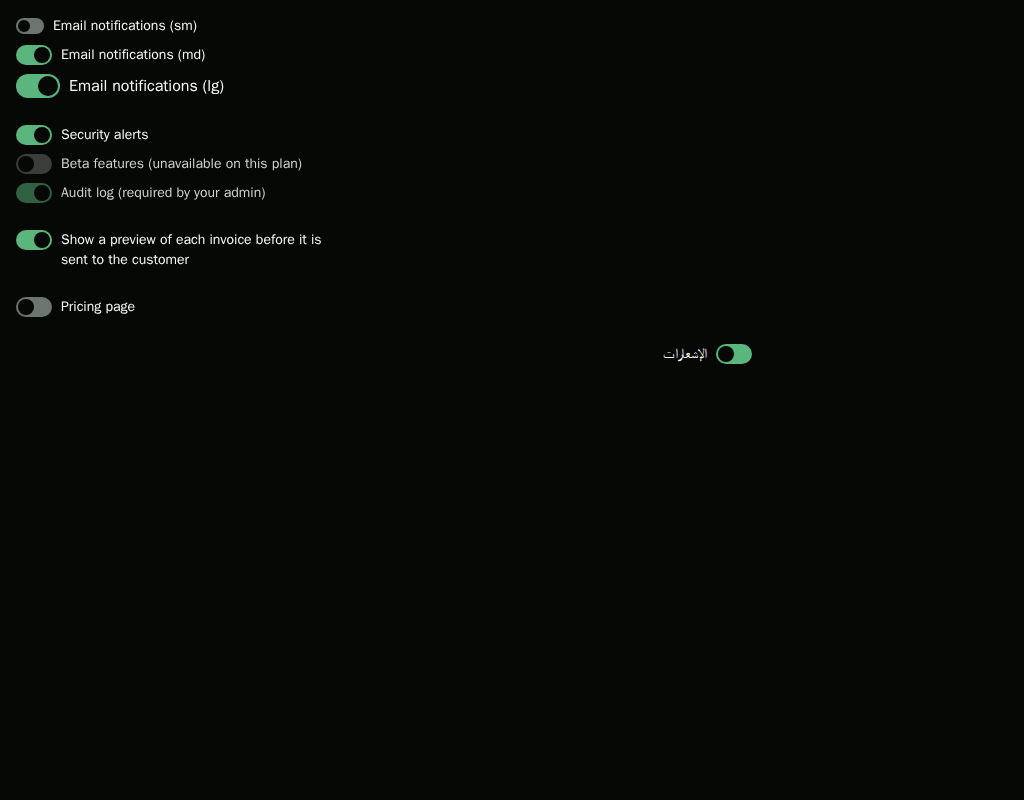 Email notifications (sm)
Email notifications (md)
Email notifications (lg)
Security alerts
Beta features (unavailable on this plan)
Audit log (required by your admin)
Show a preview of each invoice before it is
sent to the customer
Pricing page
الإشعارات